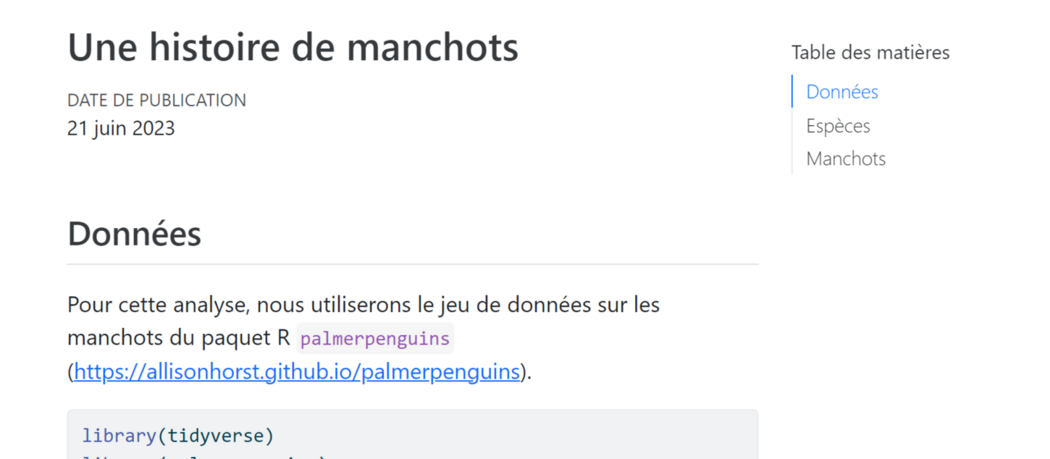 Une histoire de manchots
DATE DE PUBLICATION
21 juin 2023
Table des matières
Données
Espèces
Manchots
Données
Pour cette analyse, nous utiliserons le jeu de données sur les
manchots du paquet R palmerpenguins
(https://allisonhorst.github.io/palmerpenguins).
library(tidyverse)